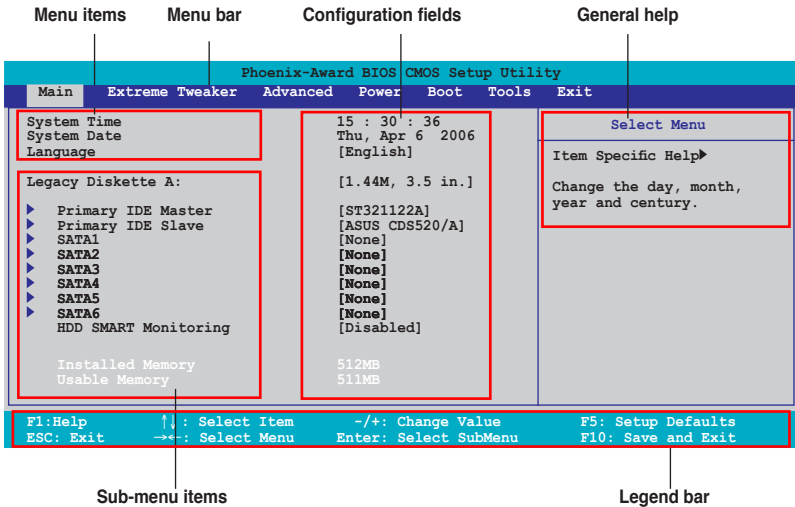 Menu items Menu bar Configuration fields General help
Phoenix-Award BIOS CMOS Setup Utility
Main Extreme Tweaker Advanced Power Boot Tools Exit
System Time 15 : 30 : 36
System Date Thu, Apr 6 2006
Language [English]
Select Menu
Item Specific Help
Change the day, month,
year and century.
Legacy Diskette A: [1.44M, 3.5 in.]
Primary IDE Master [ST321122A]
Primary IDE Slave [ASUS CDS520/A]
SATA1 [None]
SATA2 [None]
SATA3 [None]
SATA4 [None]
SATA5 [None]
SATA6 [None]
HDD SMART Monitoring [Disabled]
Installed Memory 512MB
Usable Memory 511MB
F1:Help ↑↓: Select Item -/+: Change Value F5: Setup Defaults
ESC: Exit →←: Select Menu Enter: Select SubMenu F10: Save and Exit
Sub-menu items Legend bar